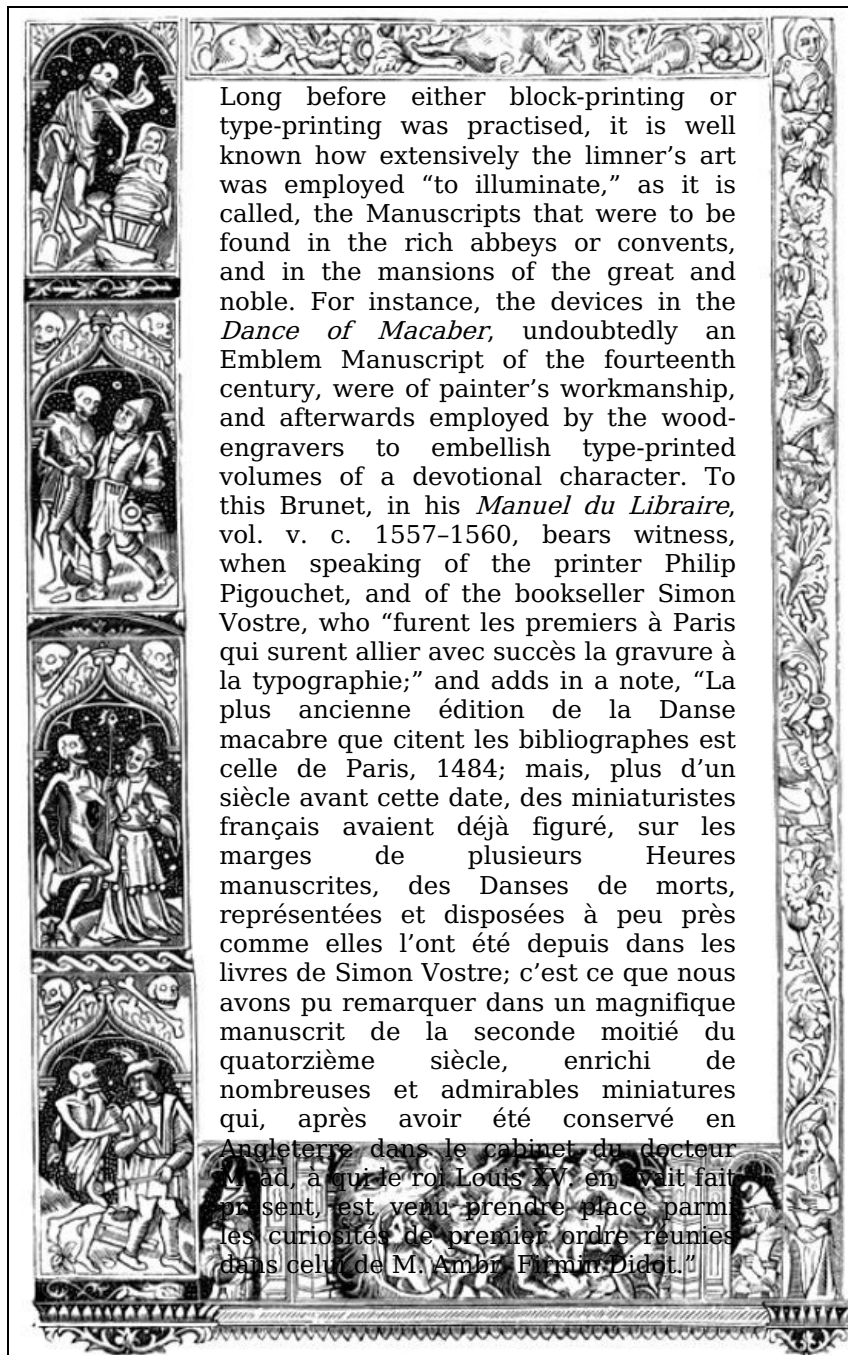 Long before either block-printing or
type-printing was practised, it is well
known how extensively the limner’s art
was employed “to illuminate,” as it is
called, the Manuscripts that were to be
found in the rich abbeys or convents,
and in the mansions of the great and
noble. For instance, the devices in the
Dance of Macaber, undoubtedly an
Emblem Manuscript of the fourteenth
century, were of painter’s workmanship,
and afterwards employed by the wood-
engravers to embellish type-printed
volumes of a devotional character. To
this Brunet, in his Manuel du Libraire,
vol. v. c. 1557–1560, bears witness,
when speaking of the printer Philip
Pigouchet, and of the bookseller Simon
Vostre, who “furent les premiers à Paris
qui surent allier avec succès la gravure à
la typographie;” and adds in a note, “La
plus ancienne édition de la Danse
macabre que citent les bibliographes est
celle de Paris, 1484; mais, plus d’un
siècle avant cette date, des miniaturistes
français avaient déjà figuré, sur les
marges de plusieurs Heures
manuscrites, des Danses de morts,
représentées et disposées à peu près
comme elles l’ont été depuis dans les
livres de Simon Vostre; c’est ce que nous
avons pu remarquer dans un magnifique
manuscrit de la seconde moitié du
quatorzième siècle, enrichi de
nombreuses et admirables miniatures
qui, après avoir été conservé en
Angleterre dans le cabinet du docteur
Mead, à qui le roi Louis XV. en avait fait
présent, est venu prendre place parmi
les curiosités de premier ordre réunies
dans celui de M. Ambr. Firmin Didot.”